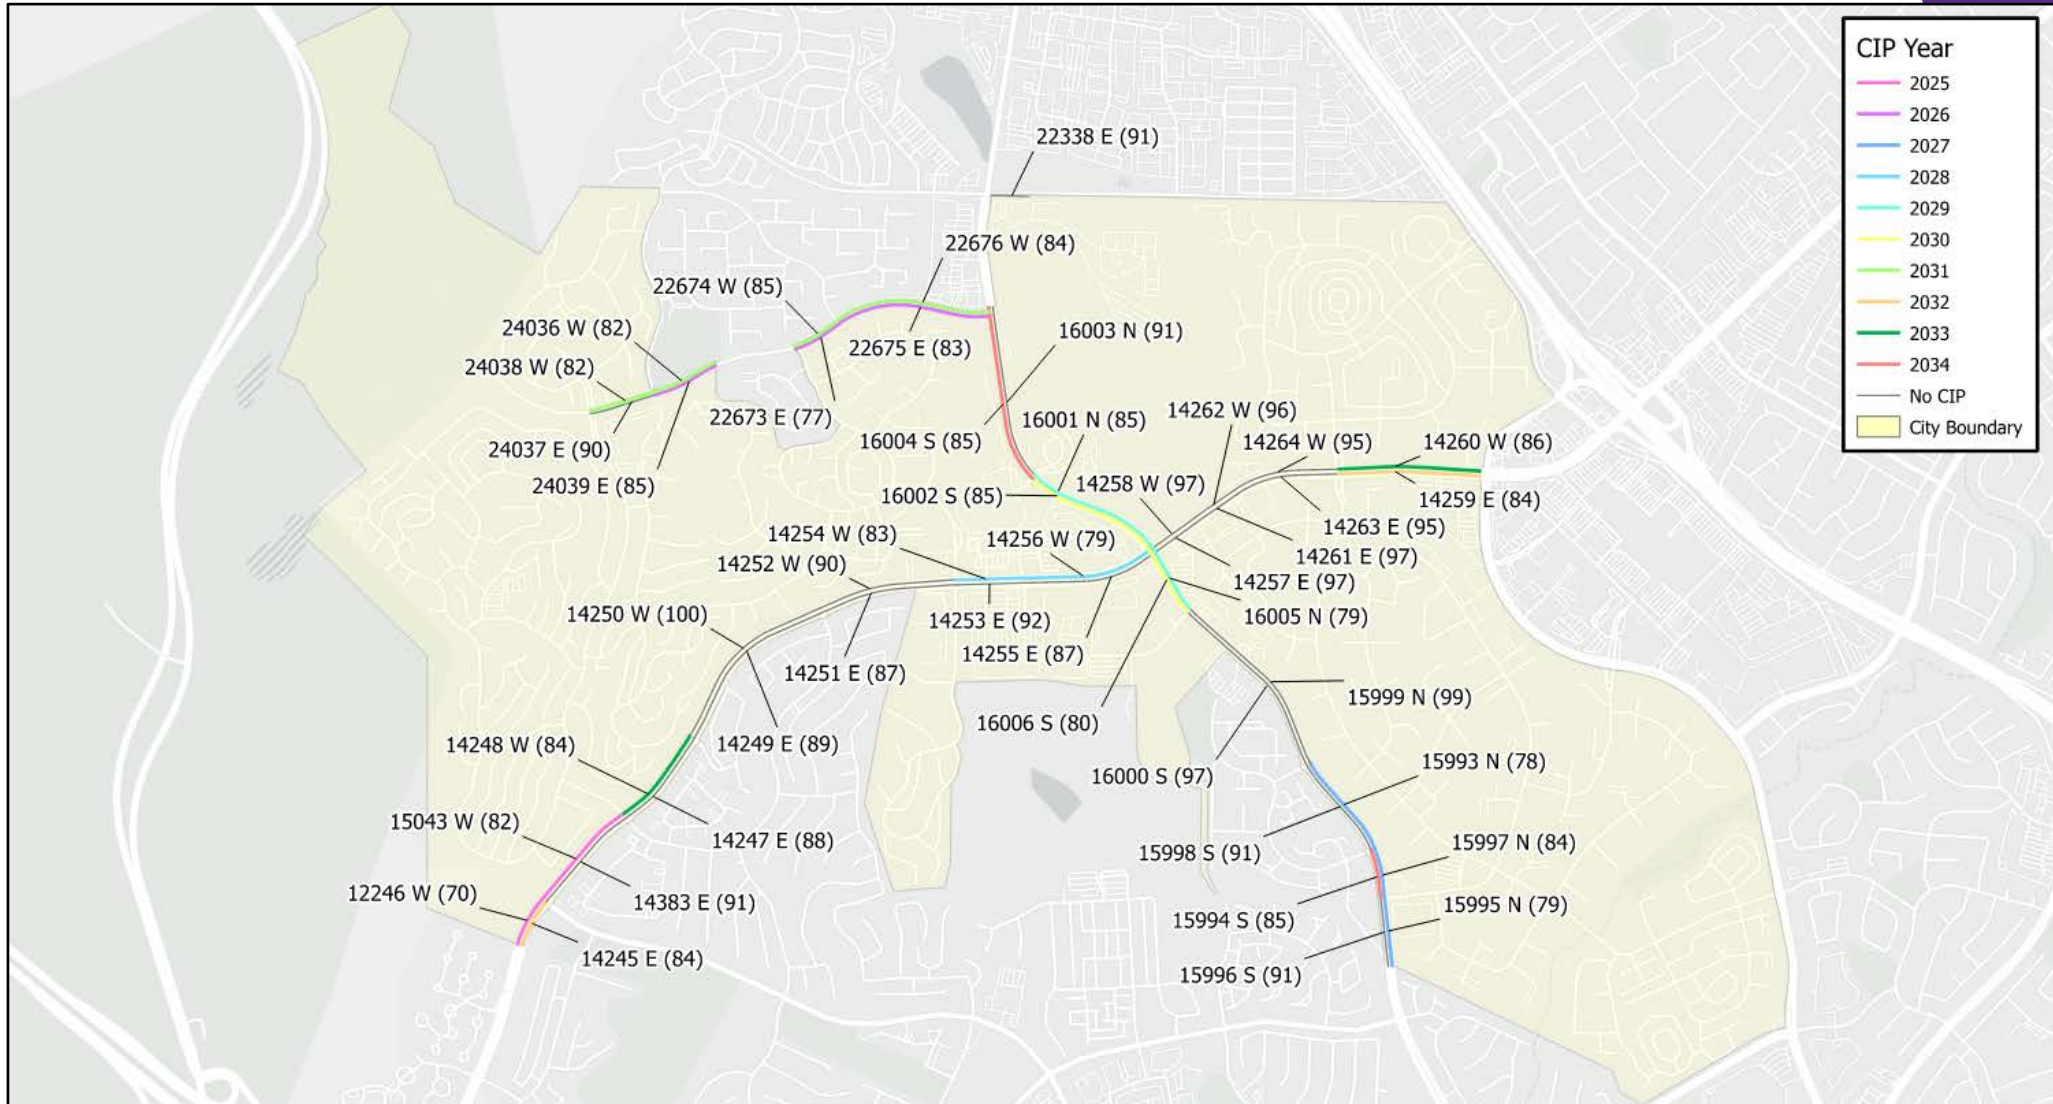 CIP Year
2025
2026
2027
2028
2029
2030
2031
2032
2033
2034
No CIP
City Boundary
22338 E (91)
22676 W (84)
22674 W (85)
24036 W (82)
16003 N (91)
22675 E (83)
24038 W (82)
22673 E (77)
16001 N (85)
14262 W (96)
16004 S (85)
14264 W (95)
14260 W (86)
24037 E (90)
24039 E (85)
16002 S (85)
14258 W (97)
14259 E (84)
14263 E (95)
14254 W (83)
14256 W (79)
14261 E (97)
14252 W (90)
14257 E (97)
14250 W (100)
14253 E (92)
16005 N (79)
14255 E (87)
14251 E (87)
15999 N (99)
16006 S (80)
14248 W (84)
14249 E (89)
16000 S (97)
15993 N (78)
15043 W (82)
14247 E (88)
15998 S (91)
15997 N (84)
12246 W (70)
14383 E (91)
15994 S (85)
15995 N (79)
14245 E (84)
15996 S (91)